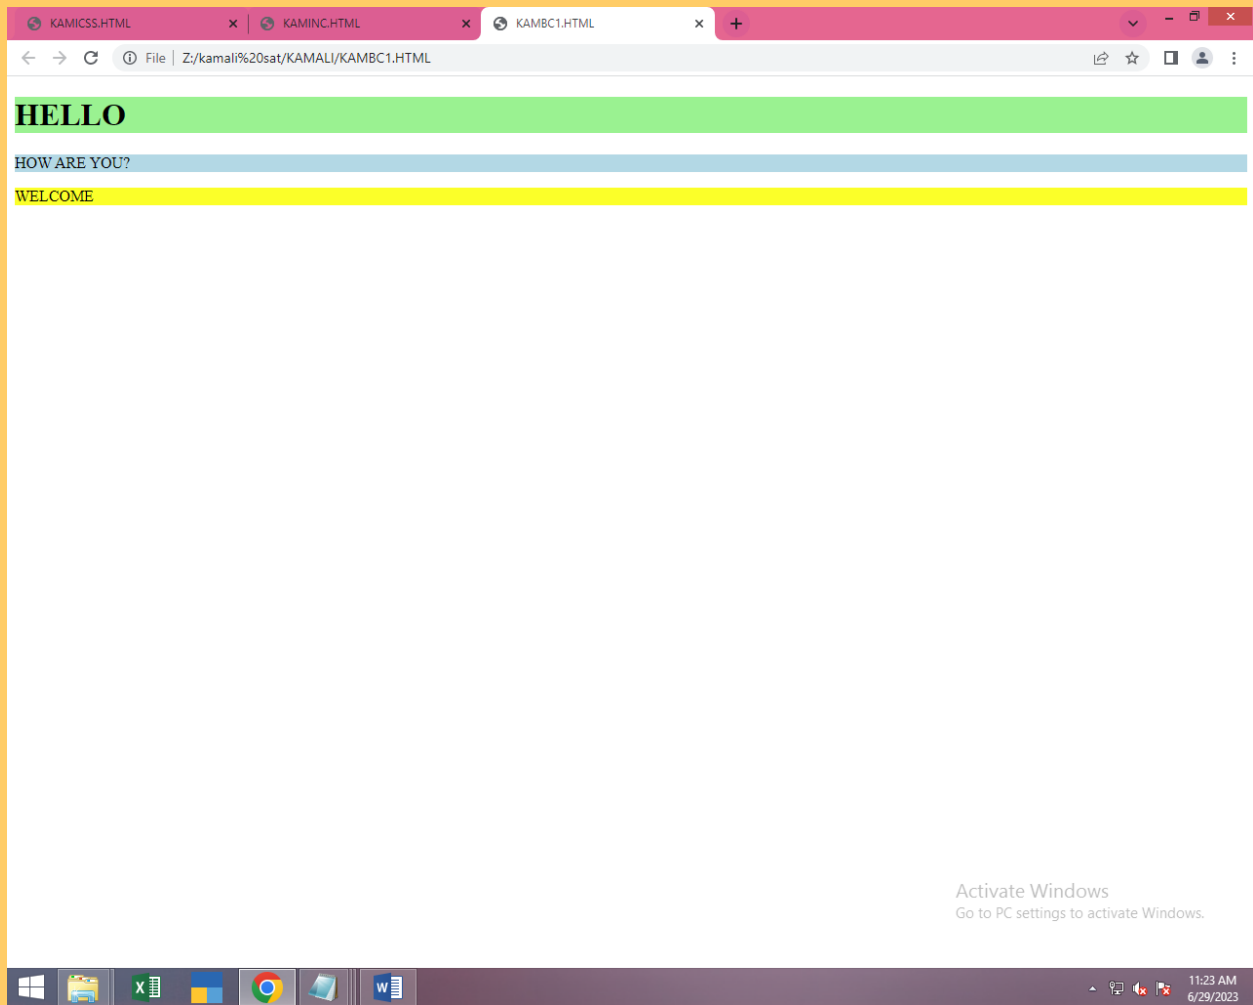 KAMICSS.HTML
KAMINC.HTML
KAMBC1.HTML
File Z:/kamali%20sat/KAMALI/KAMBC1.HTML
HELLO
HOW ARE YOU?
WELCOME
Activate Windows
Go to PC settings to activate Windows.
11:23 AM
6/29/2023